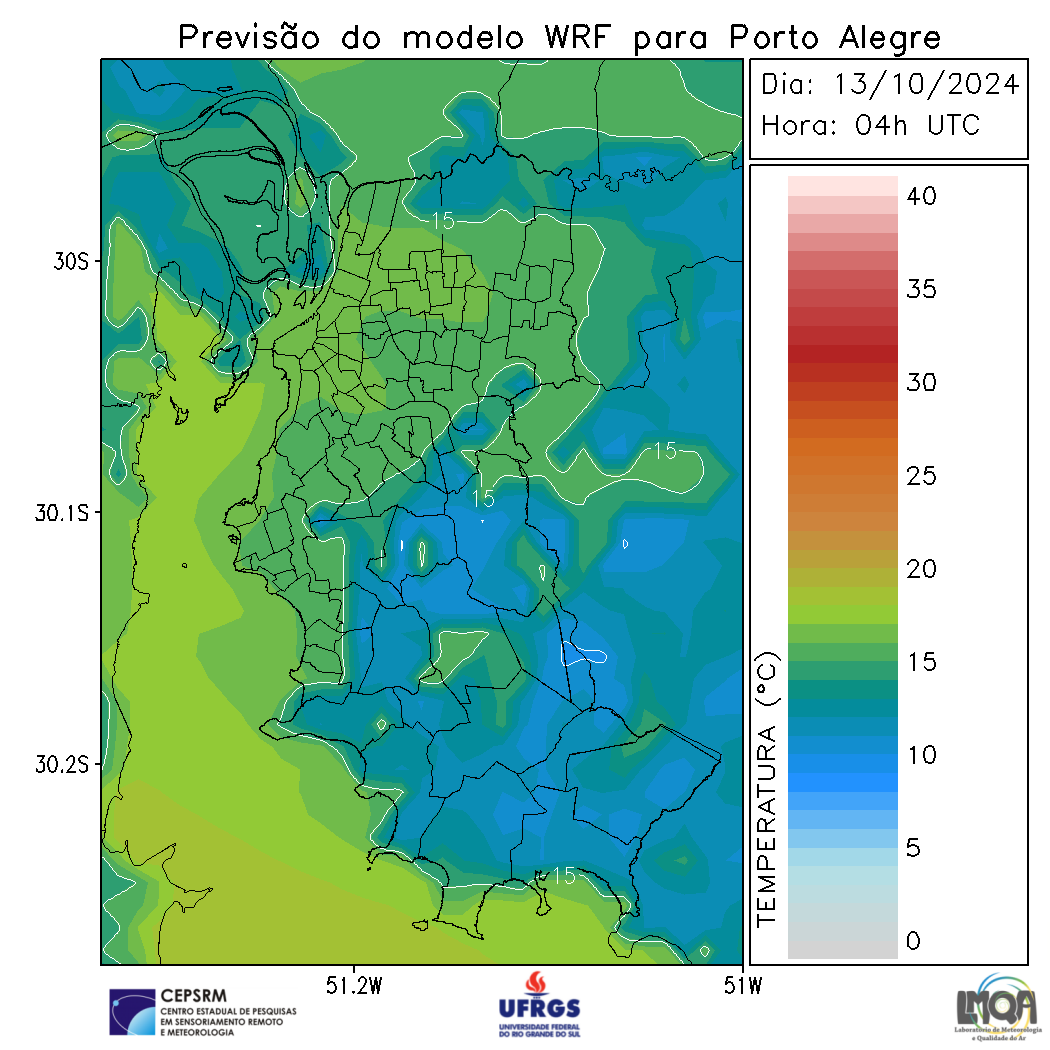 Previsão do modelo WRF para Porto Alegre
Dia: 13/10/2024
Hora: 04h UTC
40
35
30
25
20
15
10
5
0
TEMPERATURA (°C)
30S
30.1S
30.2S
51.2W
51W
15
15
15
15
CEPSRM
CENTRO ESTADUAL DE PESQUISAS
EM SENSORIAMENTO REMOTO
E METEOROLOGIA
UFRGS
UNIVERSIDADE FEDERAL
DO RIO GRANDE DO SUL
LMQA
Laboratório de Meteorologia
e Qualidade do Ar